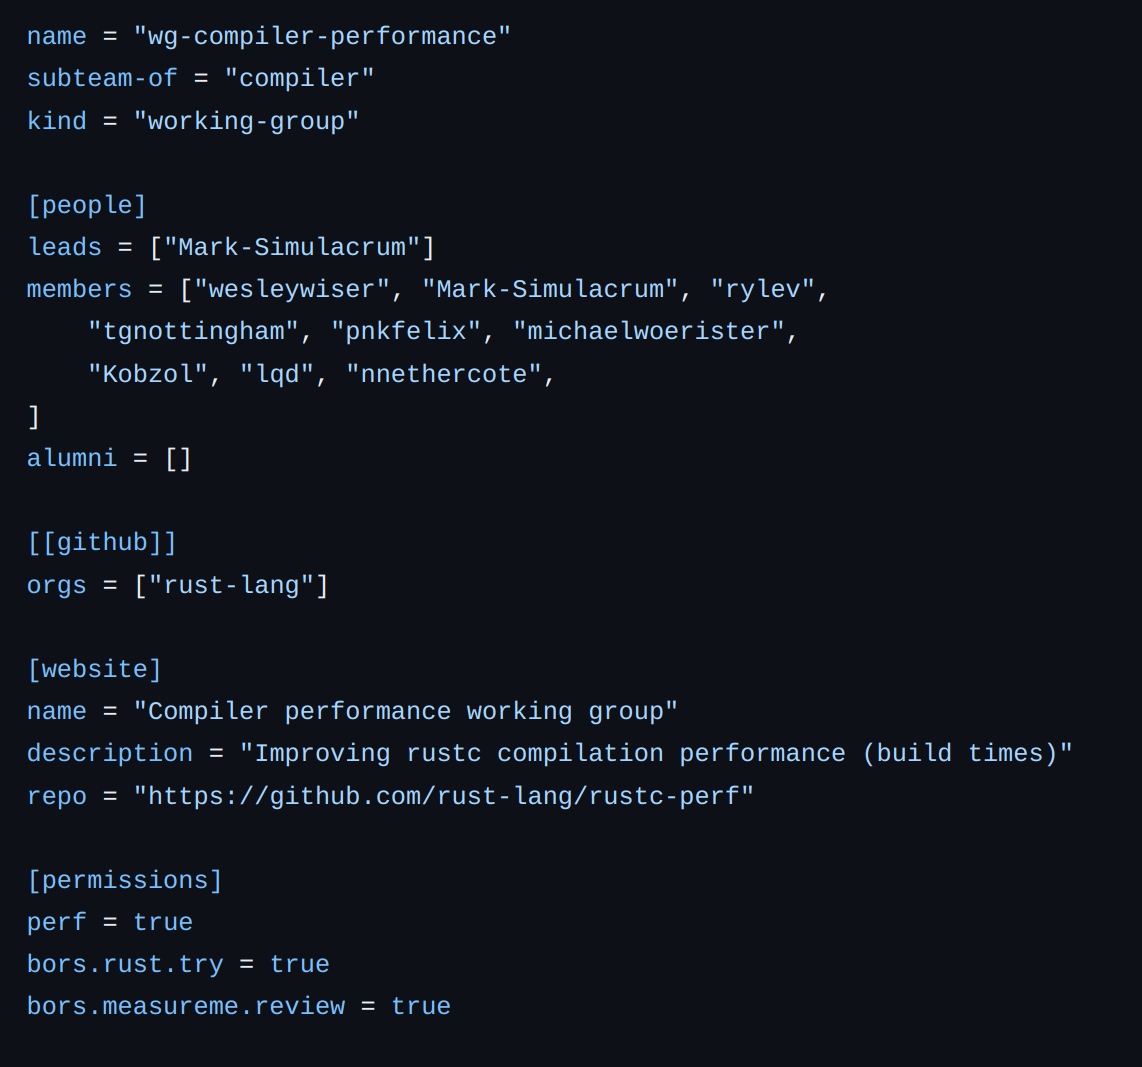 name = "wg-compiler-performance"
subteam-of = "compiler"
kind = "working-group"

[people]
leads = ["Mark-Simulacrum"]
members = ["wesleywiser", "Mark-Simulacrum", "rylev",
    "tgnottingham", "pnkfelix", "michaelwoerister",
    "Kobzol", "lqd", "nnethercote",
]
alumni = []

[[github]]
orgs = ["rust-lang"]

[website]
name = "Compiler performance working group"
description = "Improving rustc compilation performance (build times)"
repo = "https://github.com/rust-lang/rustc-perf"

[permissions]
perf = true
bors.rust.try = true
bors.measureme.review = true